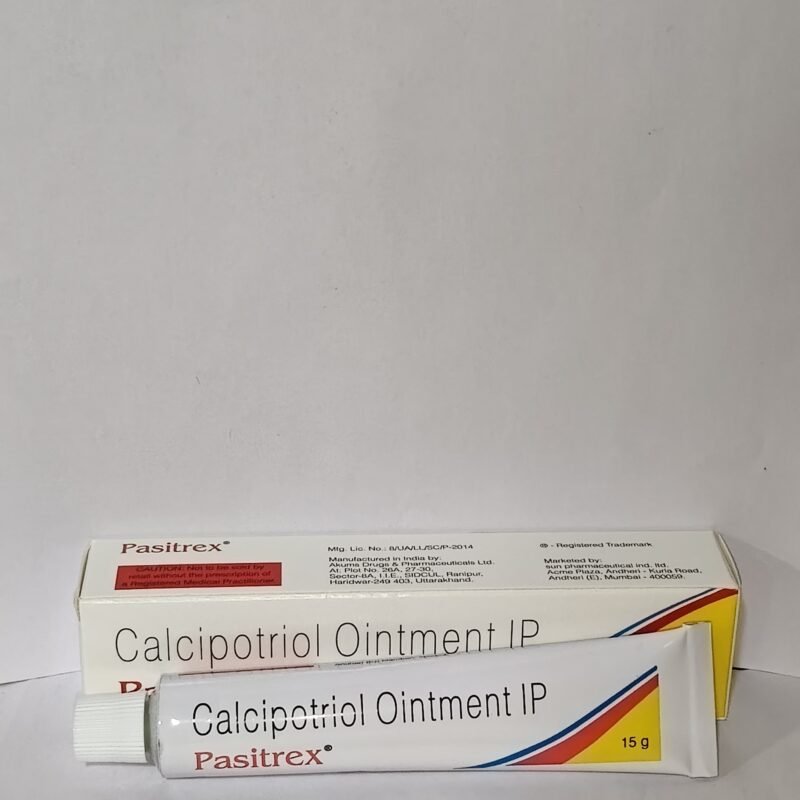 Pasitrex®
CAUTION: Not to be sold by
retail without the prescription of
a Registered Medical Practitioner.
Mfg. Lic. No.: 8/UA/LL/SC/P-2014
Manufactured in India by:
Akums Drugs & Pharmaceuticals Ltd.
At. Plot No. 26A, 27-30,
Sector-8A, I.I.E., SIDCUL, Ranipur,
Haridwar-249 403, Uttarakhand.
® - Registered Trademark
Marketed by:
sun pharmaceutical ind. ltd.
Acme Plaza, Andheri - Kurla Road,
Andheri (E), Mumbai - 400059.
Calcipotriol Ointment IP
Calcipotriol Ointment IP
Pasitrex®
15 g